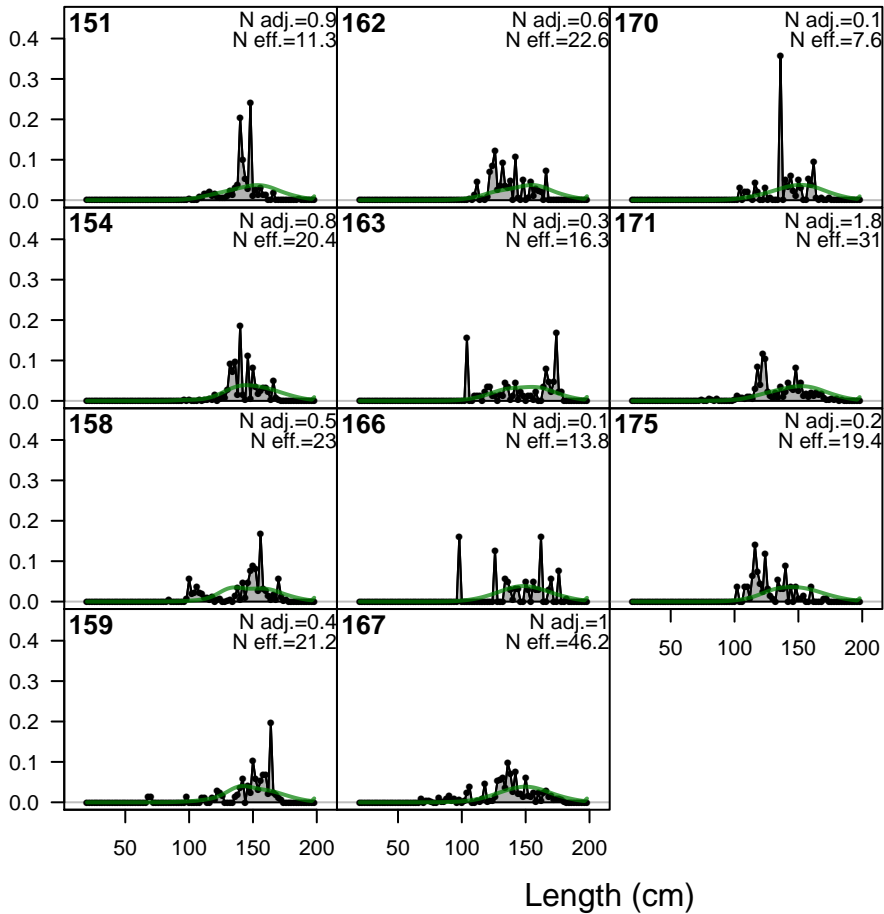 151
N adj.=0.9
N eff.=11.3
162
N adj.=0.6
N eff.=22.6
170
N adj.=0.1
N eff.=7.6
0.4
0.3
0.2
0.1
0.0
154
N adj.=0.8
N eff.=20.4
163
N adj.=0.3
N eff.=16.3
171
N adj.=1.8
N eff.=31
0.4
0.3
0.2
0.1
0.0
158
N adj.=0.5
N eff.=23
166
N adj.=0.1
N eff.=13.8
175
N adj.=0.2
N eff.=19.4
0.4
0.3
0.2
0.1
0.0
159
N adj.=0.4
N eff.=21.2
167
N adj.=1
N eff.=46.2
0.4
0.3
0.2
0.1
0.0
50 100 150 200
50 100 150 200
50 100 150 200
Length (cm)